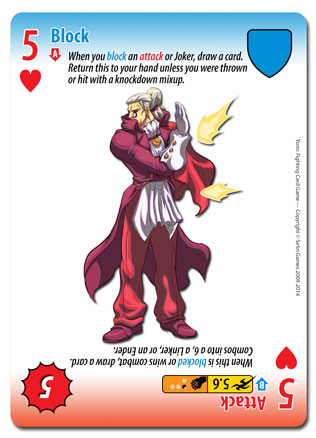 5 Block
When you block an attack or Joker, draw a card.
Return this to your hand unless you were thrown
or hit with a knockdown mixup.
Yomi Fighting Card Game — Copyright © Sirlin Games 2004-2014
5 Attack
5.6
When this is blocked or wins combat, draw a card.
Combos into a 6, a Linker, or an Ender.
5